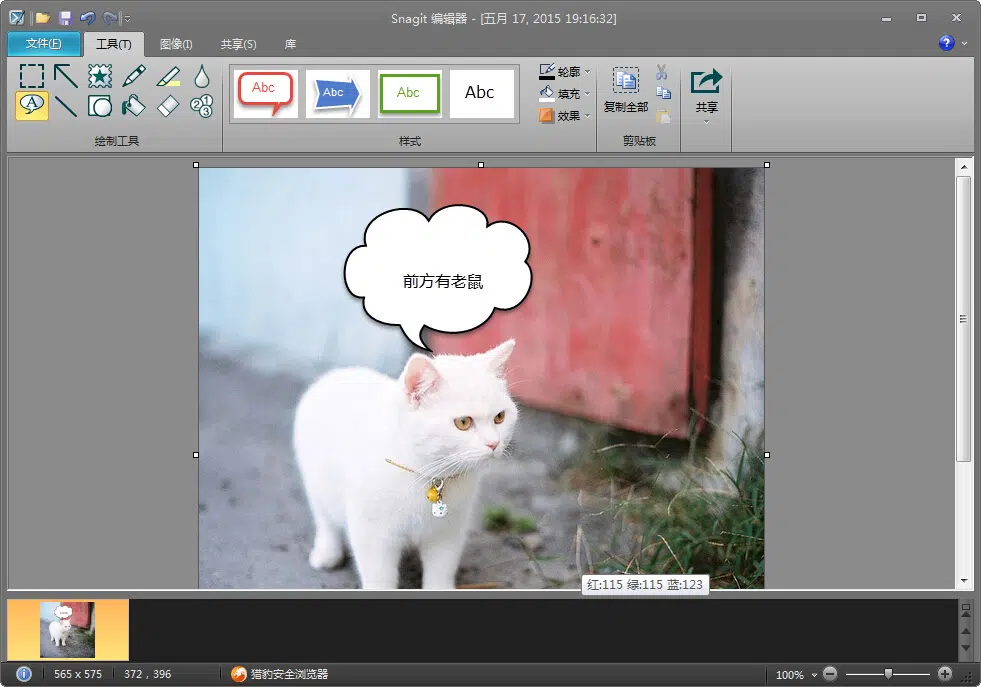 Snagit 编辑器 - [五月 17, 2015 19:16:32]
文件(F) 工具(T) 图像(I) 共享(S) 库
Abc Abc Abc Abc
轮廓
填充
效果
复制全部
共享
绘制工具 样式 剪贴板
前方有老鼠
红:115 绿:115 蓝:123
565 x 575 372 , 396 猎豹安全浏览器 100%